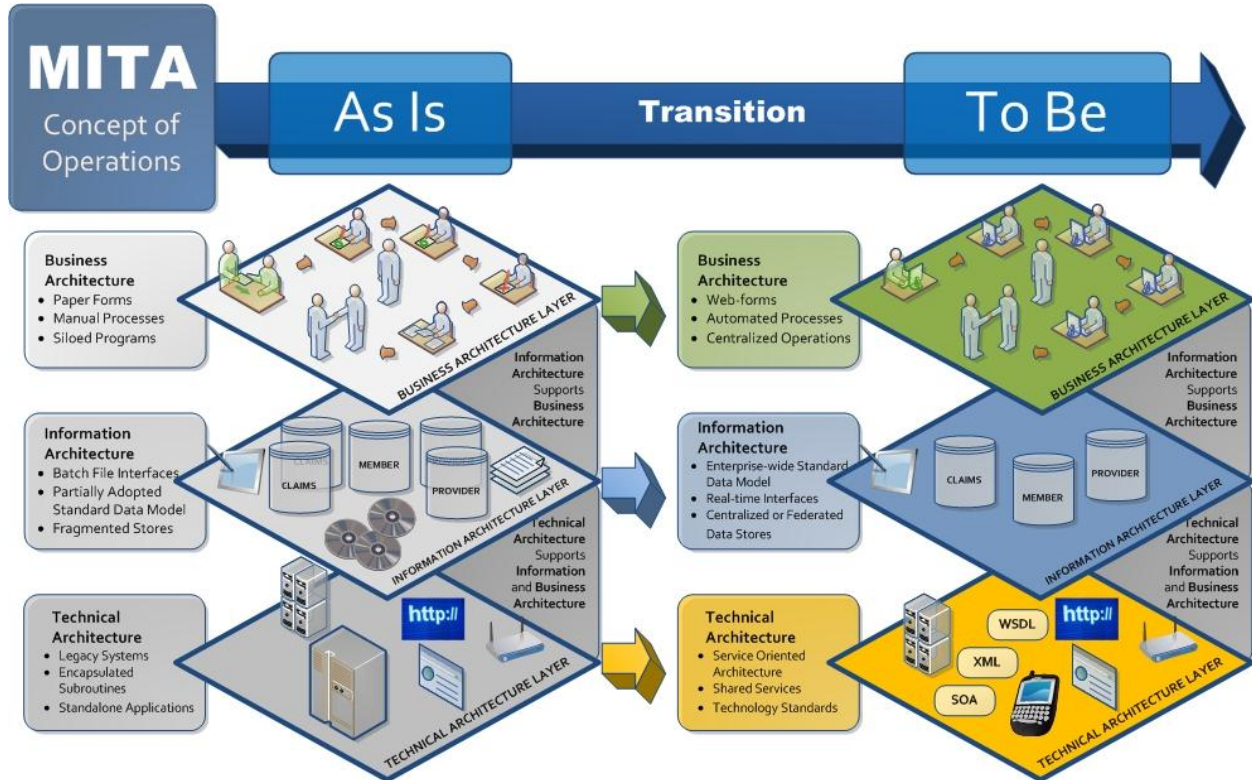 MITA
Concept of
Operations
As Is
Transition
To Be
Business
Architecture
• Paper Forms
• Manual Processes
• Siloed Programs
BUSINESS ARCHITECTURE LAYER
Information
Architecture
Supports
Business
Architecture
Business
Architecture
• Web-forms
• Automated Processes
• Centralized Operations
BUSINESS ARCHITECTURE LAYER
Information
Architecture
Supports
Business
Architecture
Information
Architecture
• Batch File Interfaces
• Partially Adopted
Standard Data Model
• Fragmented Stores
CLAIMS
CLAIMS
MEMBER
PROVIDER
INFORMATION ARCHITECTURE LAYER
Technical
Architecture
Supports
Information
and Business
Architecture
Information
Architecture
• Enterprise-wide Standard
Data Model
• Real-time Interfaces
• Centralized or Federated
Data Stores
CLAIMS
MEMBER
PROVIDER
INFORMATION ARCHITECTURE LAYER
Technical
Architecture
Supports
Information
and Business
Architecture
Technical
Architecture
• Legacy Systems
• Encapsulated
Subroutines
• Standalone Applications
http://
TECHNICAL ARCHITECTURE LAYER
Technical
Architecture
• Service Oriented
Architecture
• Shared Services
• Technology Standards
WSDL
http://
XML
SOA
TECHNICAL ARCHITECTURE LAYER